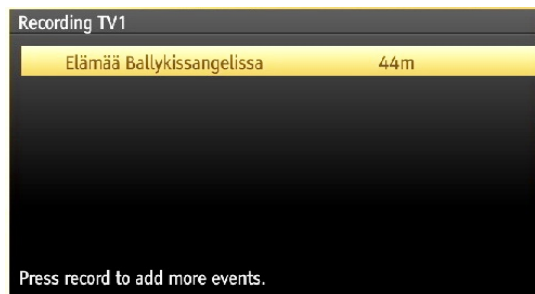 Recording TV1
Elämää Ballykissangelissa 44m
Press record to add more events.